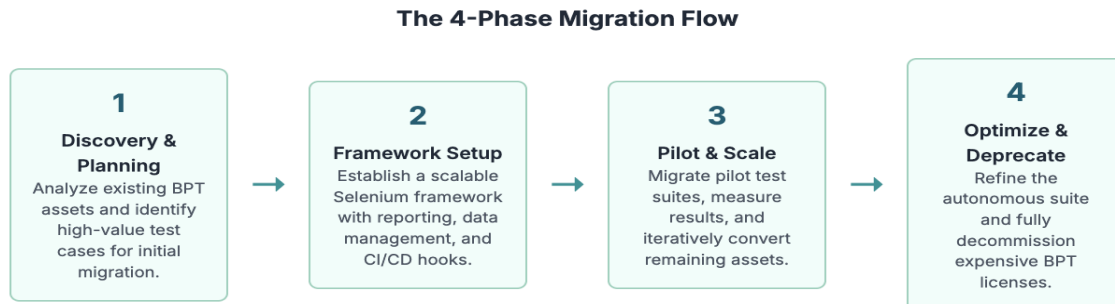 The 4-Phase Migration Flow
1
Discovery &
Planning
Analyze existing BPT
assets and identify
high-value test
cases for initial
migration.
2
Framework Setup
Establish a scalable
Selenium framework
with reporting, data
management, and
CI/CD hooks.
3
Pilot & Scale
Migrate pilot test
suites, measure
results, and
iteratively convert
remaining assets.
4
Optimize &
Deprecate
Refine the
autonomous suite
and fully
decommission
expensive BPT
licenses.